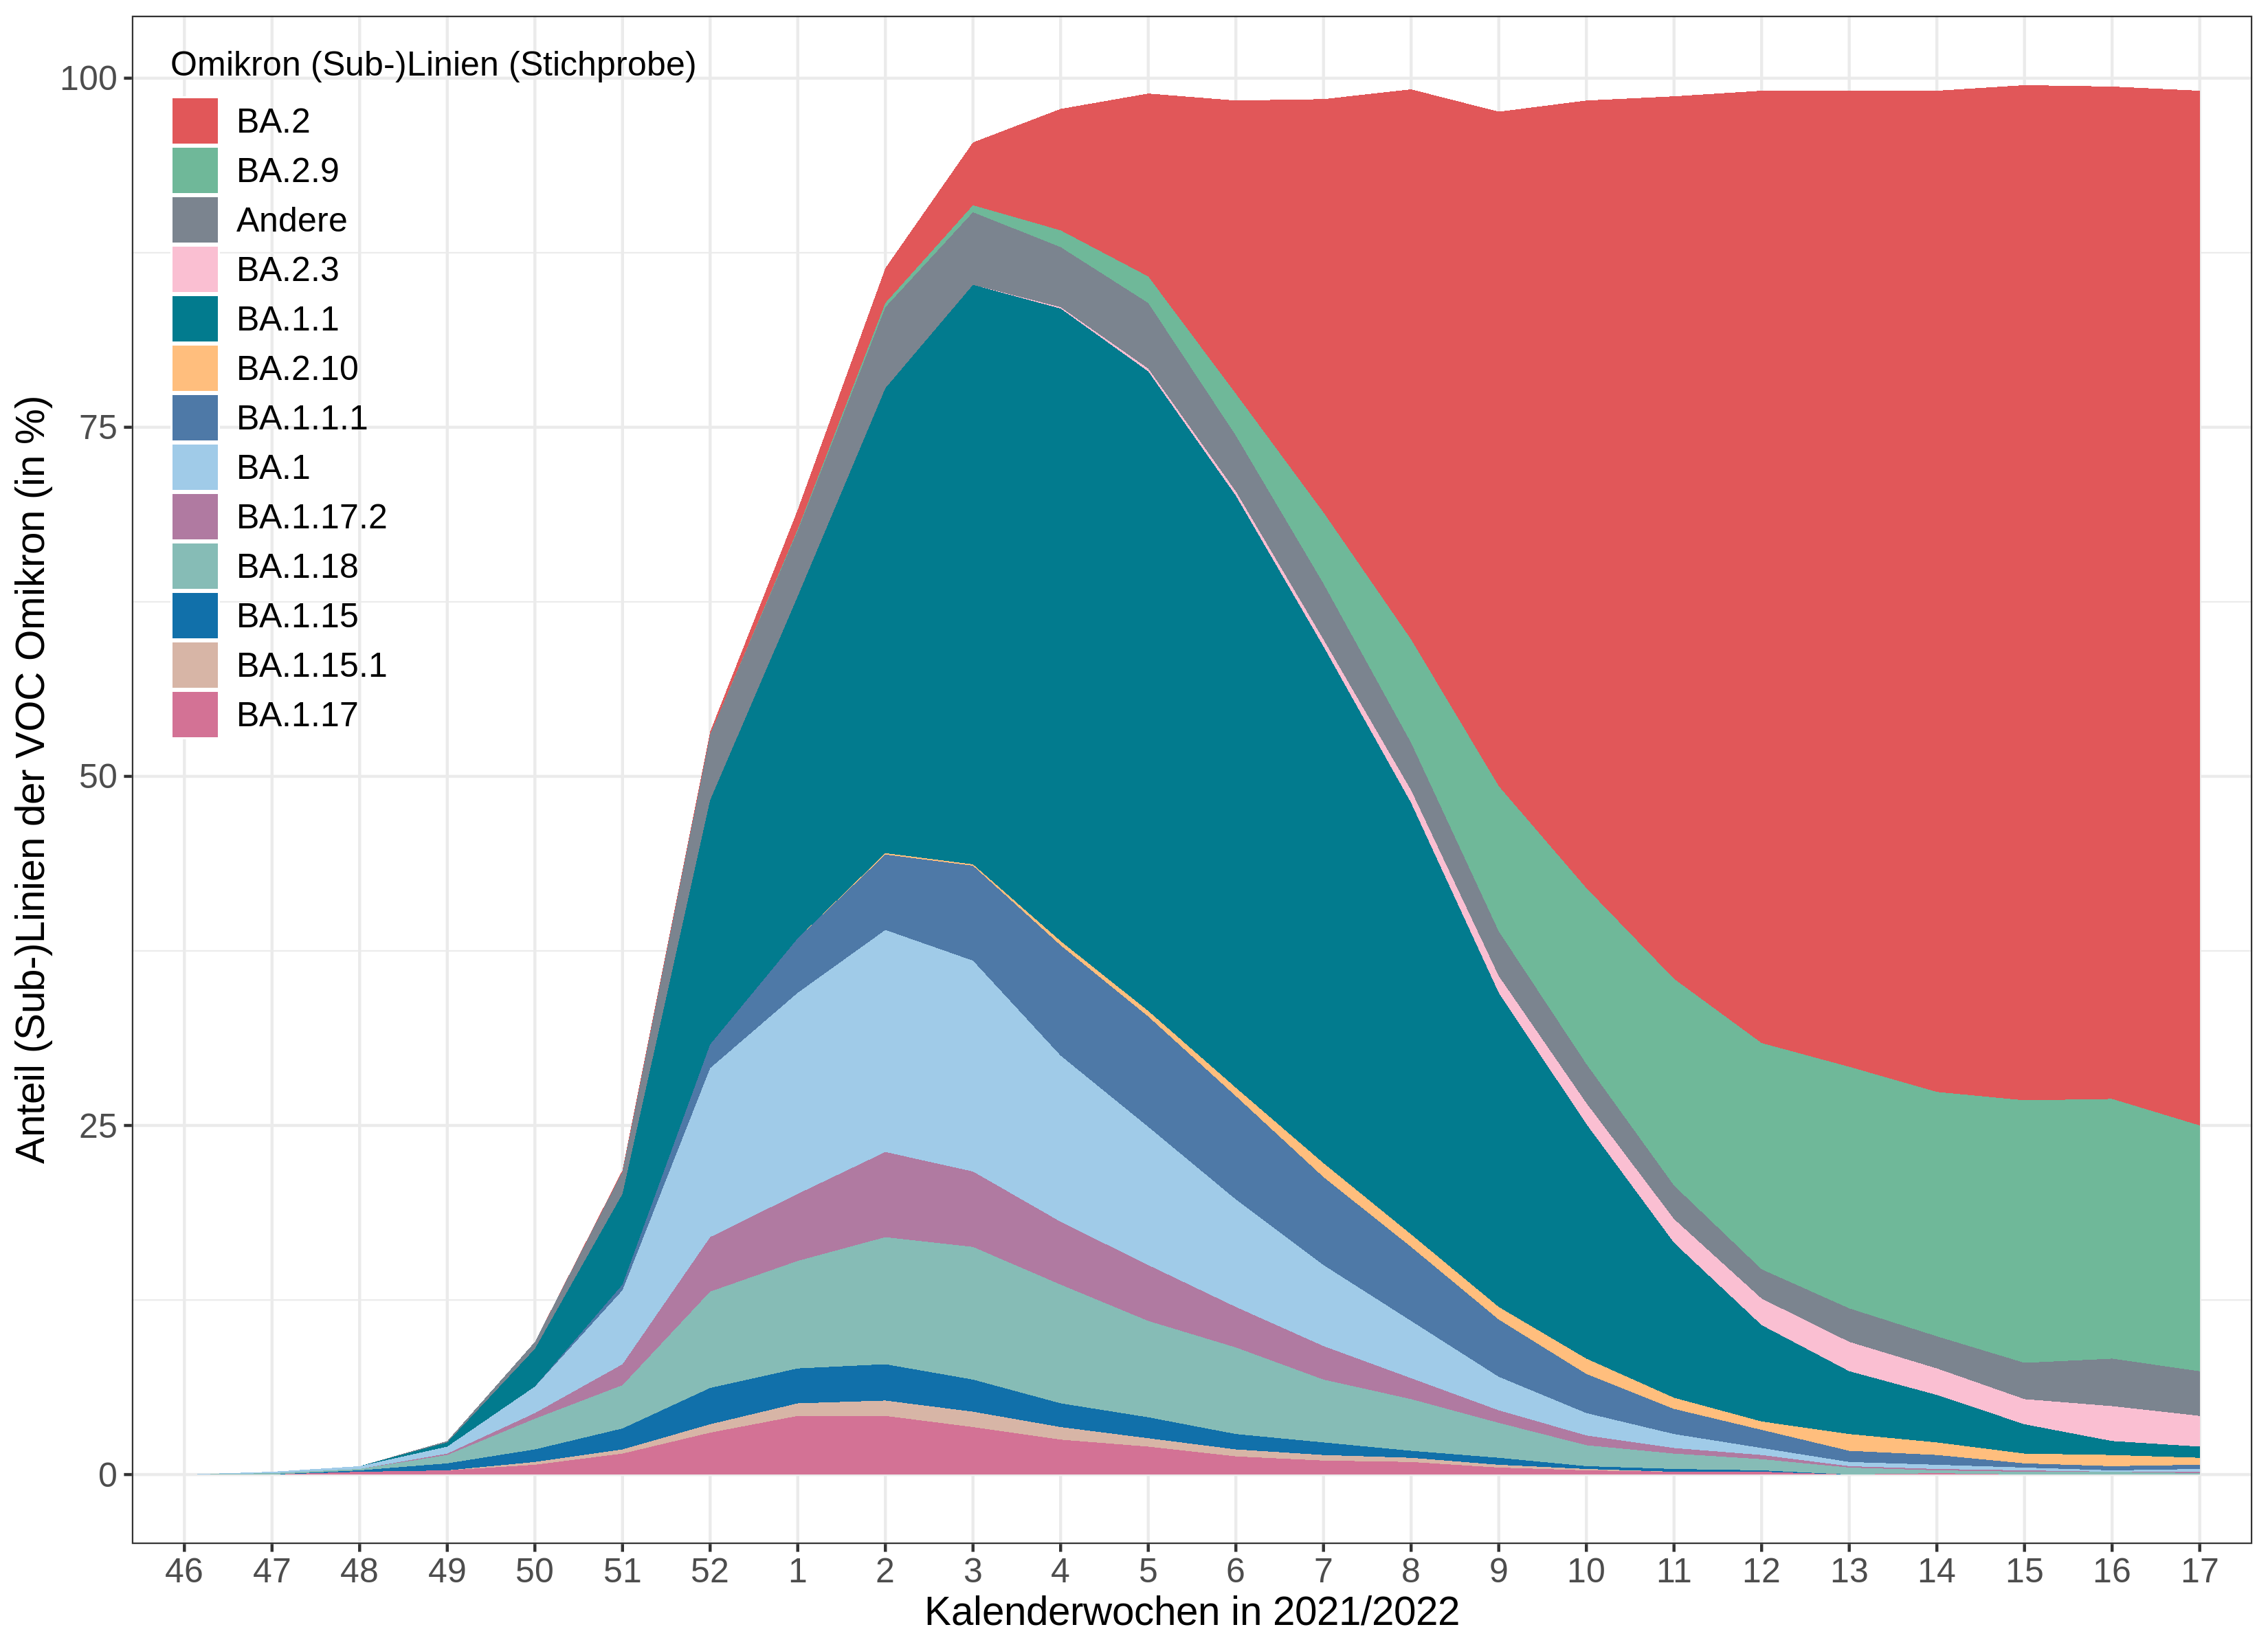 Omikron (Sub-)Linien (Stichprobe)
BA.2
BA.2.9
Andere
BA.2.3
BA.1.1
BA.2.10
BA.1.1.1
BA.1
BA.1.17.2
BA.1.18
BA.1.15
BA.1.15.1
BA.1.17
Anteil (Sub-)Linien der VOC Omikron (in %)
100
75
50
25
0
46 47 48 49 50 51 52 1 2 3 4 5 6 7 8 9 10 11 12 13 14 15 16 17
Kalenderwochen in 2021/2022